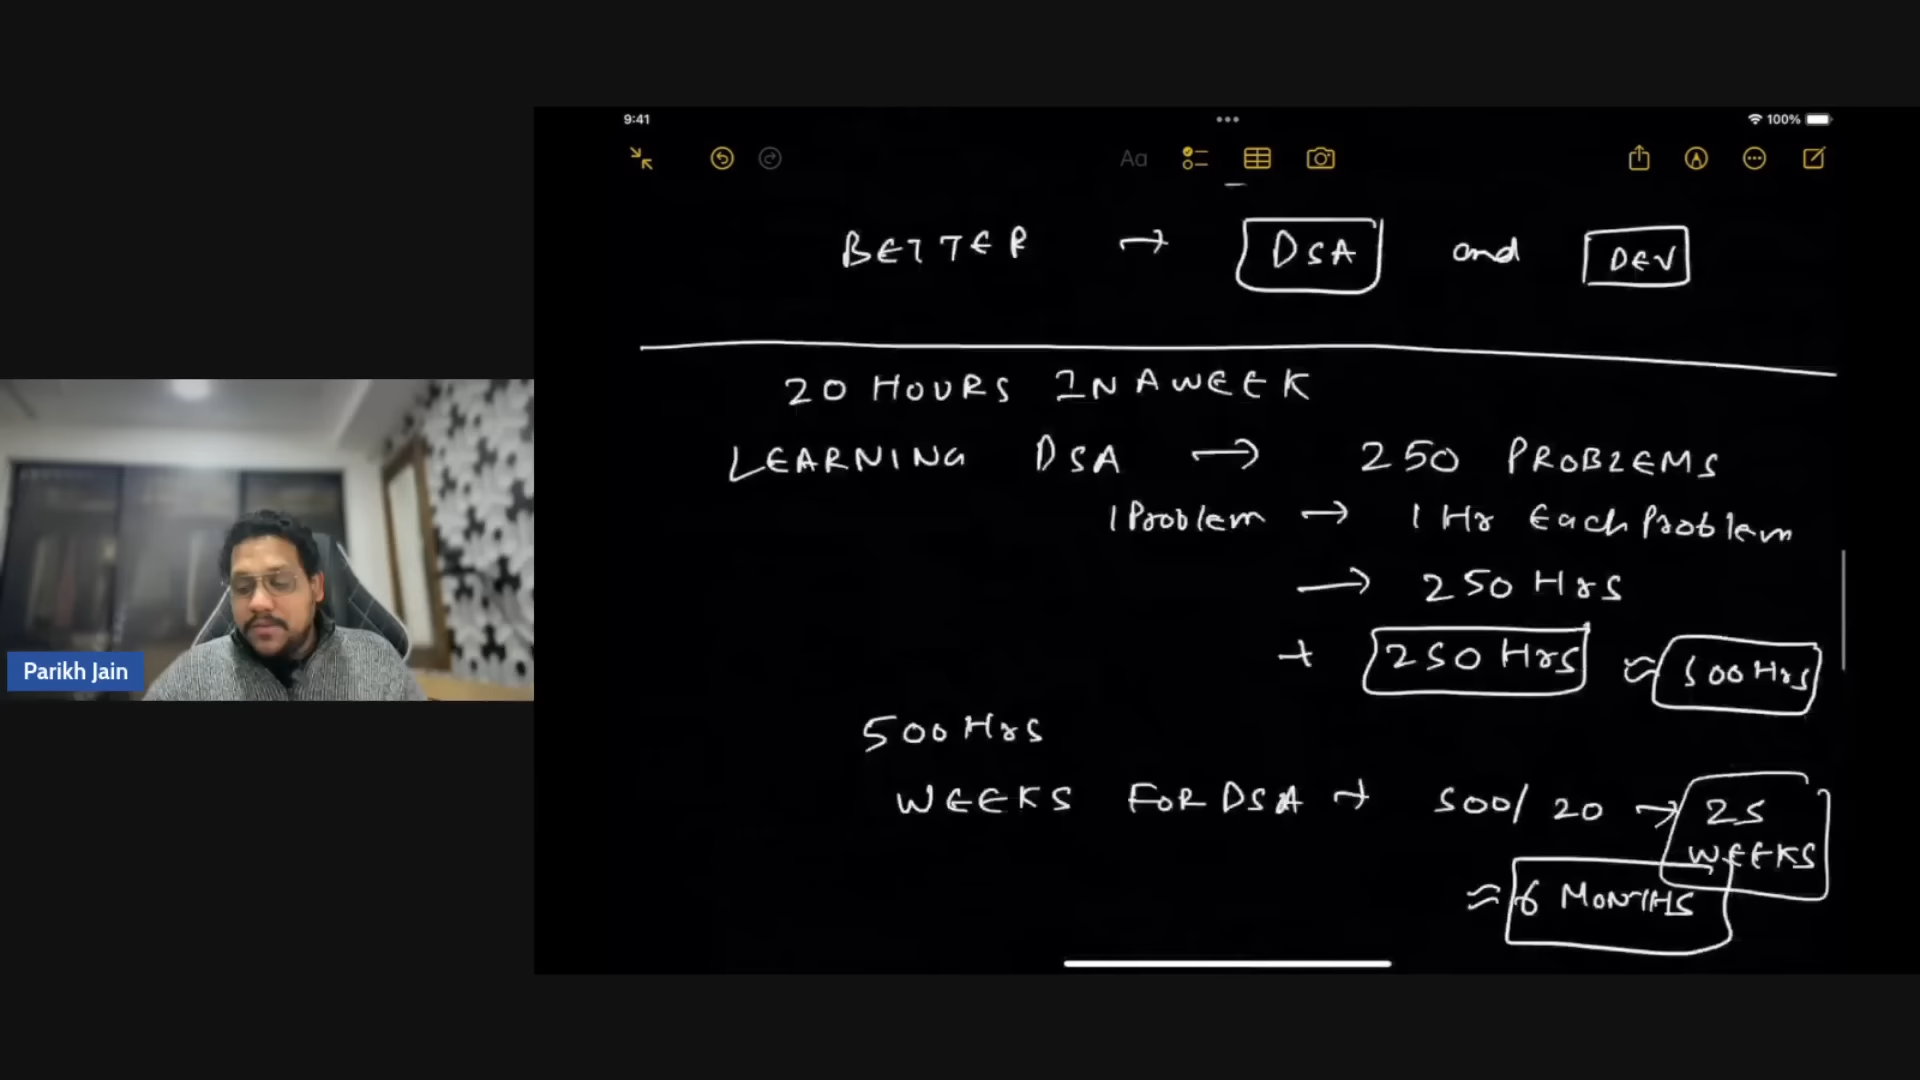 9:41
100%
Aa
BETTER → DSA and DEV
20 HOURS IN A WEEK
LEARNING DSA → 250 PROBLEMS
1 Problem → 1 Hr Each Problem
→ 250 Hrs
+ 250 Hrs ≈ 500 Hrs
500 Hrs
WEEKS FOR DSA → 500/20 → 25
WEEKS
≈ 6 MONTHS
Parikh Jain